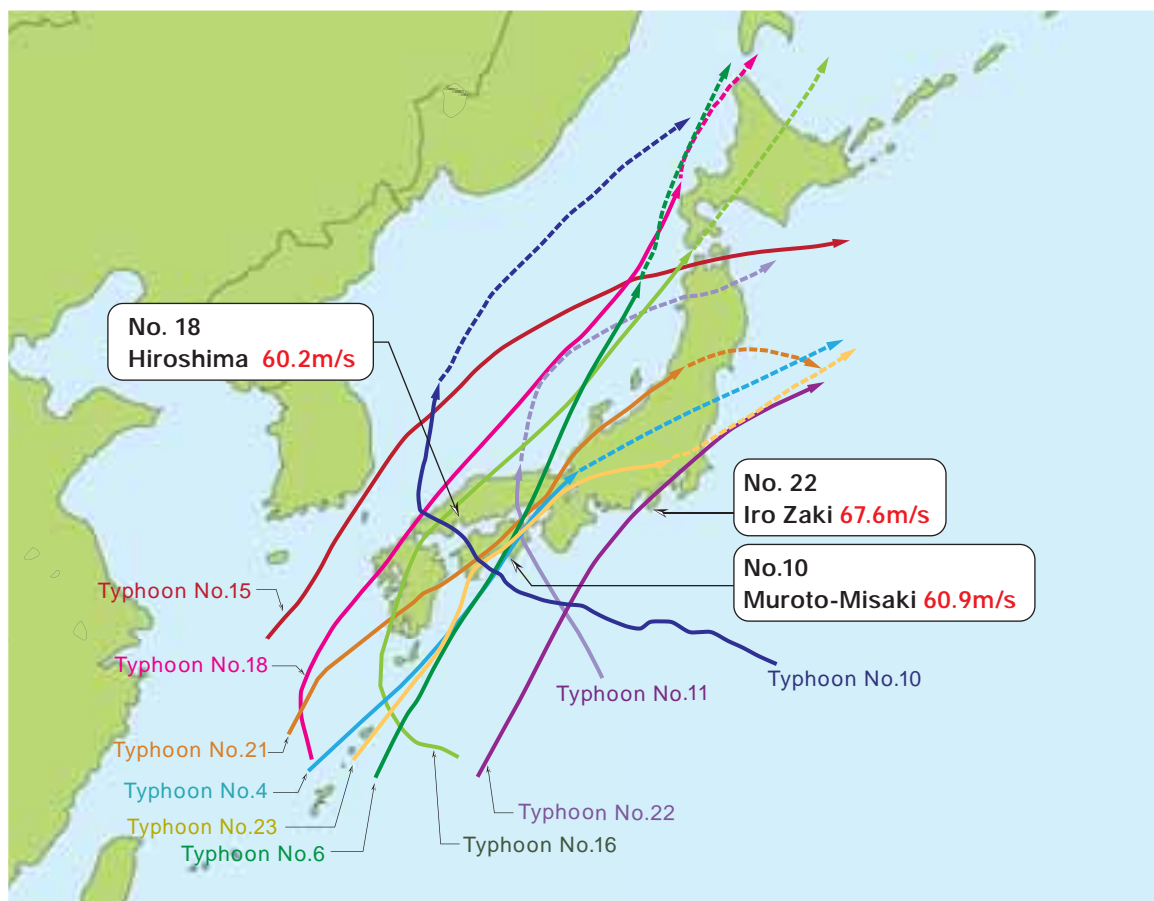 No. 18
Hiroshima 60.2m/s
No. 22
Iro Zaki 67.6m/s
No.10
Muroto-Misaki 60.9m/s
Typhoon No.15
Typhoon No.18
Typhoon No.10
Typhoon No.11
Typhoon No.21
Typhoon No.4
Typhoon No.22
Typhoon No.23
Typhoon No.16
Typhoon No.6